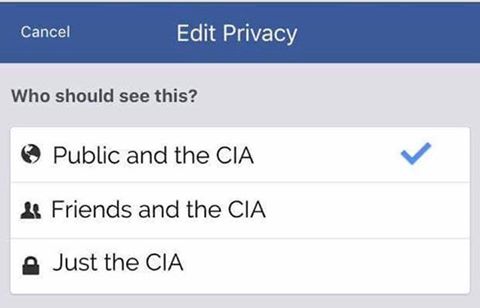 Cancel Edit Privacy
Who should see this?
Public and the CIA
Friends and the CIA
Just the CIA